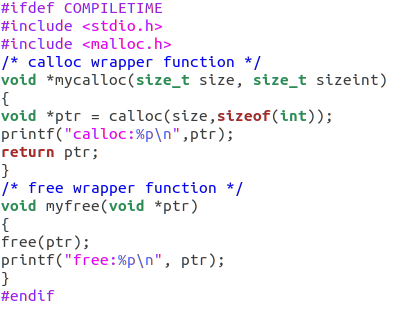 #ifdef COMPILETIME
#include <stdio.h>
#include <malloc.h>
/* calloc wrapper function */
void *mycalloc(size_t size, size_t sizeint)
{
void *ptr = calloc(size,sizeof(int));
printf("calloc:%p\n",ptr);
return ptr;
}
/* free wrapper function */
void myfree(void *ptr)
{
free(ptr);
printf("free:%p\n", ptr);
}
#endif